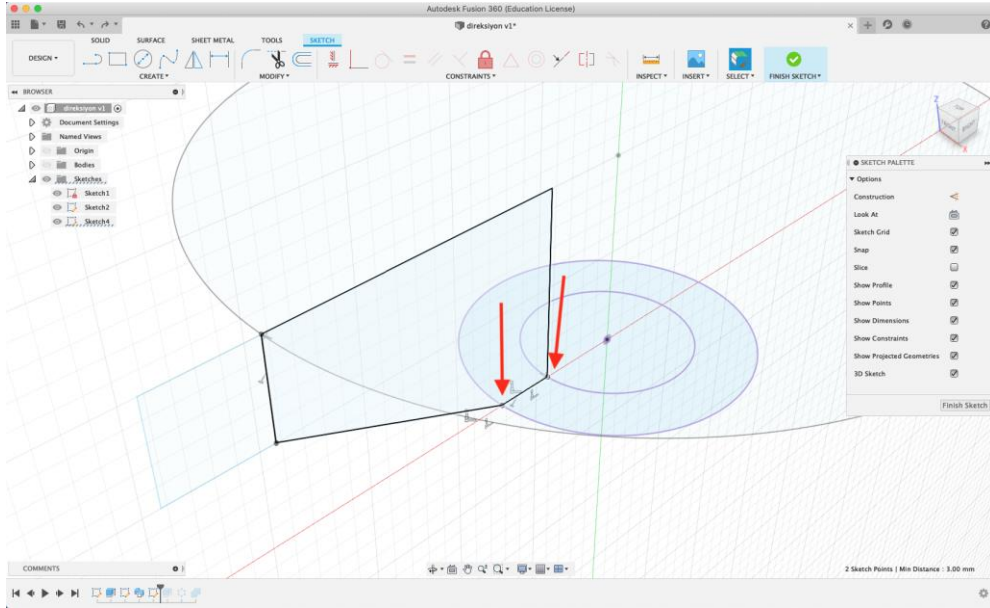 Autodesk Fusion 360 (Education License)
direksiyon v1*
SOLID SURFACE SHEET METAL TOOLS SKETCH
DESIGN
CREATE MODIFY CONSTRAINTS INSPECT INSERT SELECT FINISH SKETCH
BROWSER
direksiyon v1
Document Settings
Named Views
Origin
Bodies
Sketches
Sketch1
Sketch2
Sketch4
Z
TOP
X
SKETCH PALETTE
Options
Construction
Look At
Sketch Grid
Snap
Slice
Show Profile
Show Points
Show Dimensions
Show Constraints
Show Projected Geometries
3D Sketch
Finish Sketch
COMMENTS
2 Sketch Points | Min Distance : 3.00 mm